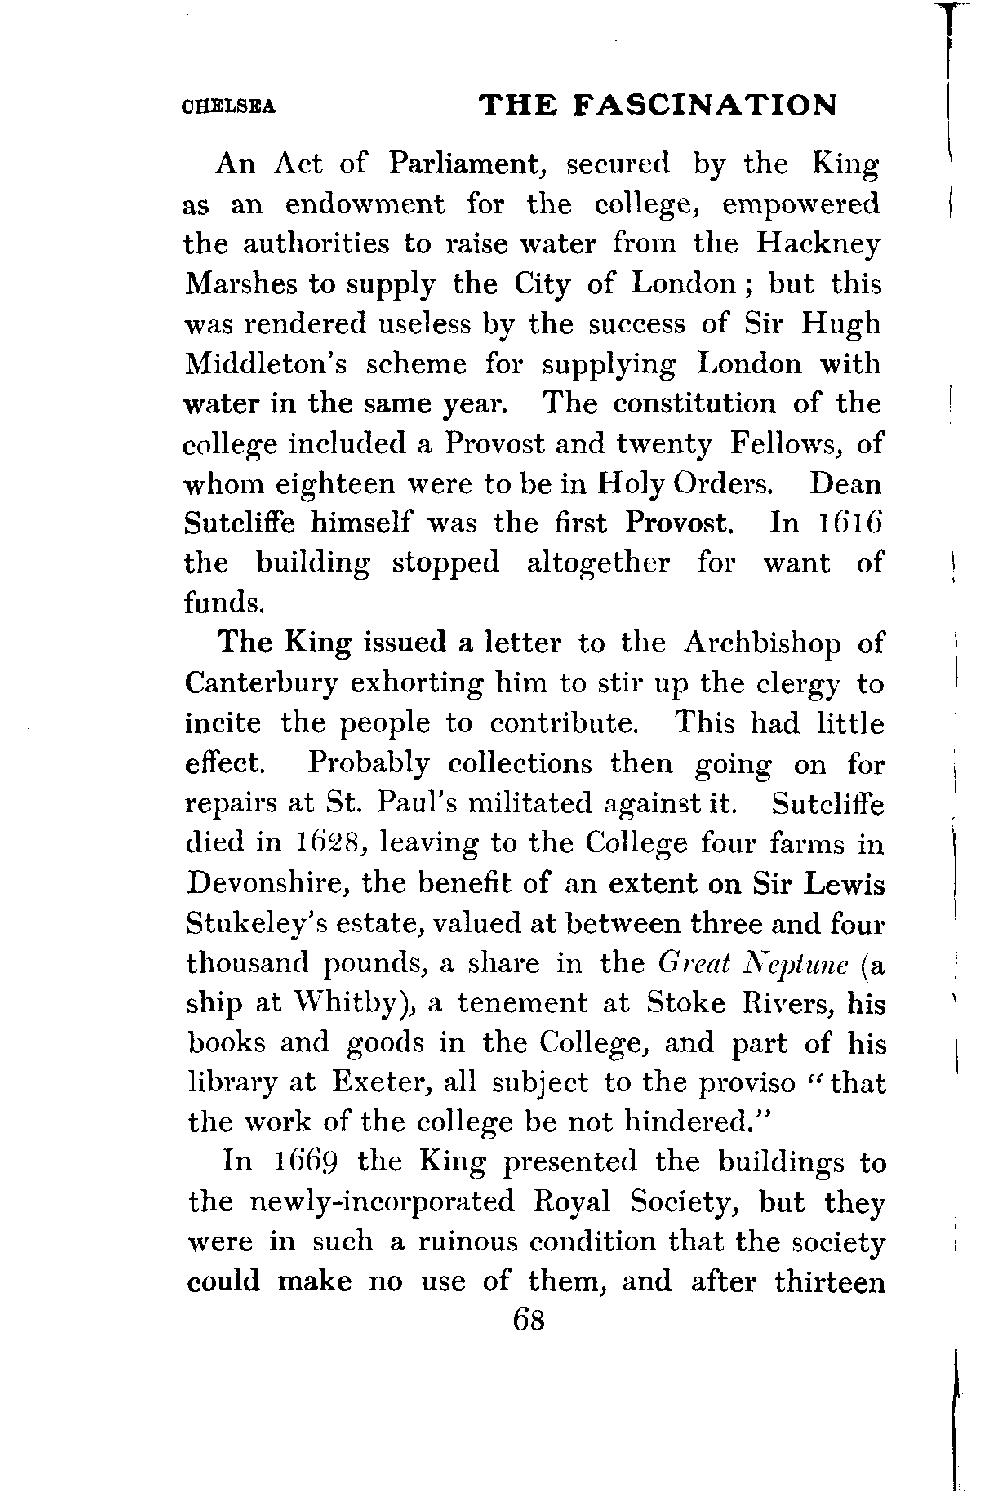 CHELSEA THE FASCINATION
An Act of Parliament, secured by the King
as an endowment for the college, empowered
the authorities to raise water from the Hackney
Marshes to supply the City of London ; but this
was rendered useless by the success of Sir Hugh
Middleton's scheme for supplying London with
water in the same year. The constitution of the
college included a Provost and twenty Fellows, of
whom eighteen were to be in Holy Orders. Dean
Sutcliffe himself was the first Provost. In 1616
the building stopped altogether for want of
funds.
The King issued a letter to the Archbishop of
Canterbury exhorting him to stir up the clergy to
incite the people to contribute. This had little
effect. Probably collections then going on for
repairs at St. Paul's militated against it. Sutcliffe
died in 1628, leaving to the College four farms in
Devonshire, the benefit of an extent on Sir Lewis
Stukeley's estate, valued at between three and four
thousand pounds, a share in the Great Neptune (a
ship at Whitby), a tenement at Stoke Rivers, his
books and goods in the College, and part of his
library at Exeter, all subject to the proviso “that
the work of the college be not hindered.”
In 1669 the King presented the buildings to
the newly-incorporated Royal Society, but they
were in such a ruinous condition that the society
could make no use of them, and after thirteen
68